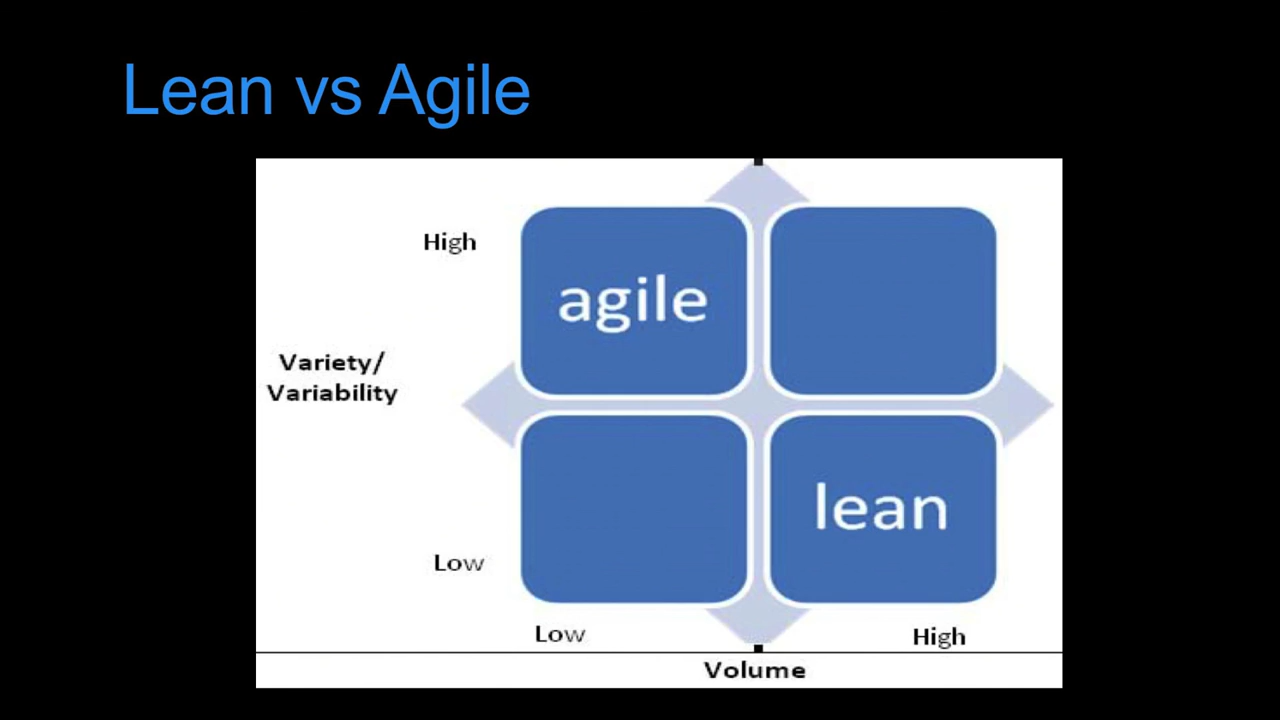 Lean vs Agile
High
agile
Variety/
Variability
lean
Low
Low
High
Volume